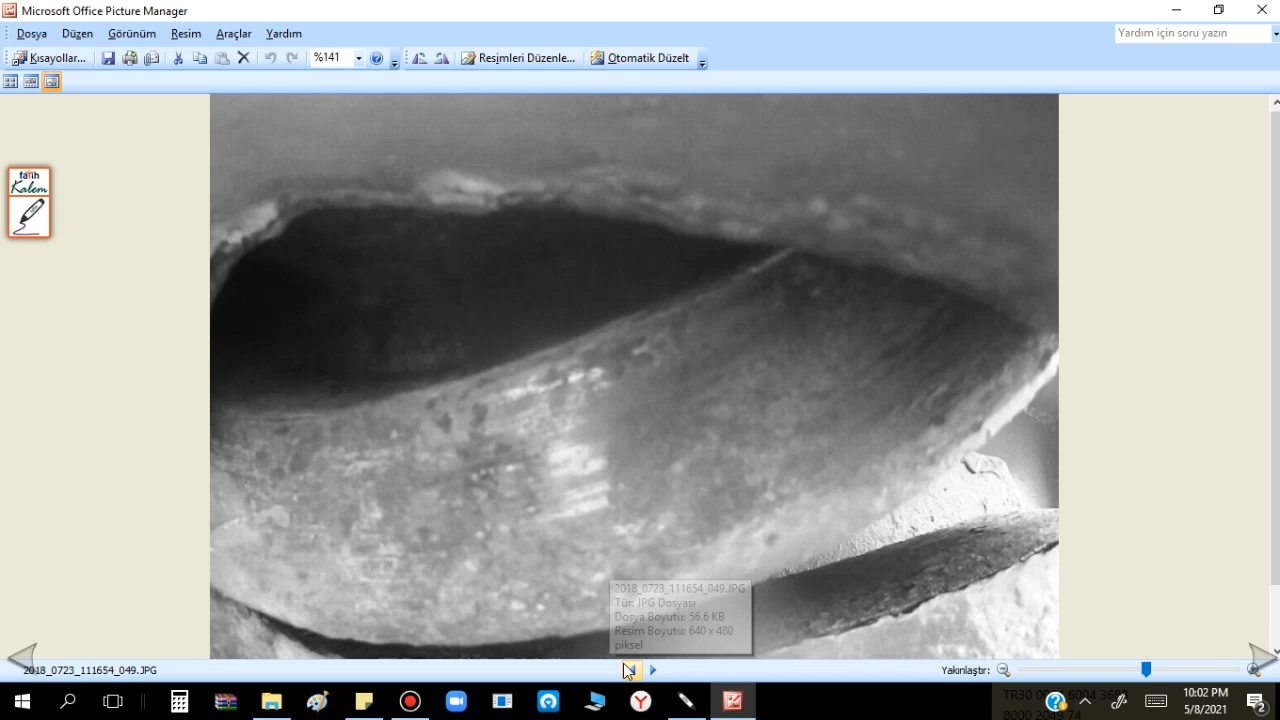 Microsoft Office Picture Manager
Dosya Düzen Görünüm Resim Araçlar Yardım
Yardım için soru yazın
Kısayollar... %141 Resimleri Düzenle... Otomatik Düzelt
fatih
Kalem
2018_0723_111654_049.JPG
Tür: JPG Dosyası
Dosya Boyutu: 56.6 KB
Resim Boyutu: 640 x 480
piksel
2018_0723_111654_049.JPG
Yakınlaştır:
10:02 PM
5/8/2021
2